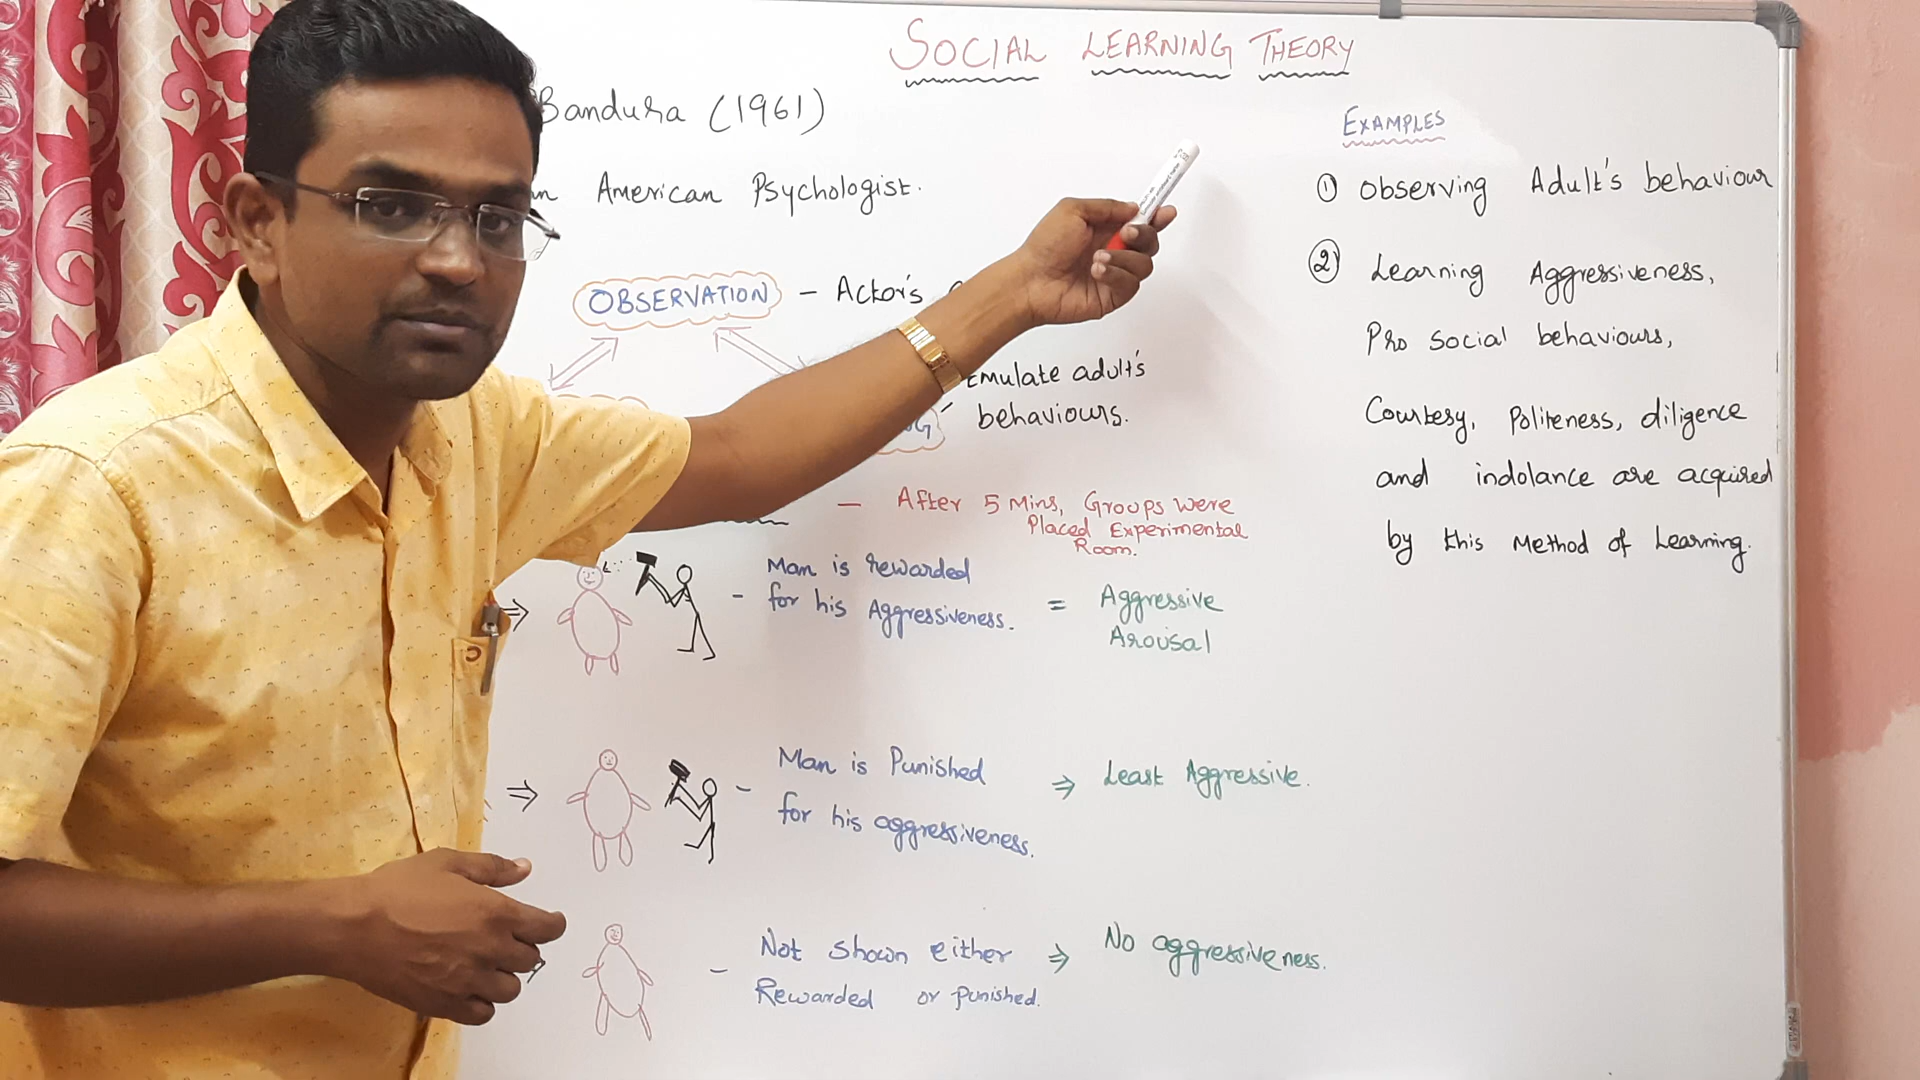 SOCIAL LEARNING THEORY
Bandura (1961)
an American Psychologist.
OBSERVATION - Actor's
Emulate adult's
behaviours.
- After 5 Mins, Groups were
Placed Experimental
Room.
Man is rewarded
- for his Aggressiveness. = Aggressive
Arousal
Man is Punished
- for his aggressiveness. ⇒ Least Aggressive.
- Not shown either ⇒ No aggressiveness.
Rewarded or punished.
EXAMPLES
① Observing Adult's behaviour
② Learning Aggressiveness,
Pro social behaviours,
Courtesy, Politeness, diligence
and indolance are acquired
by this Method of Learning.